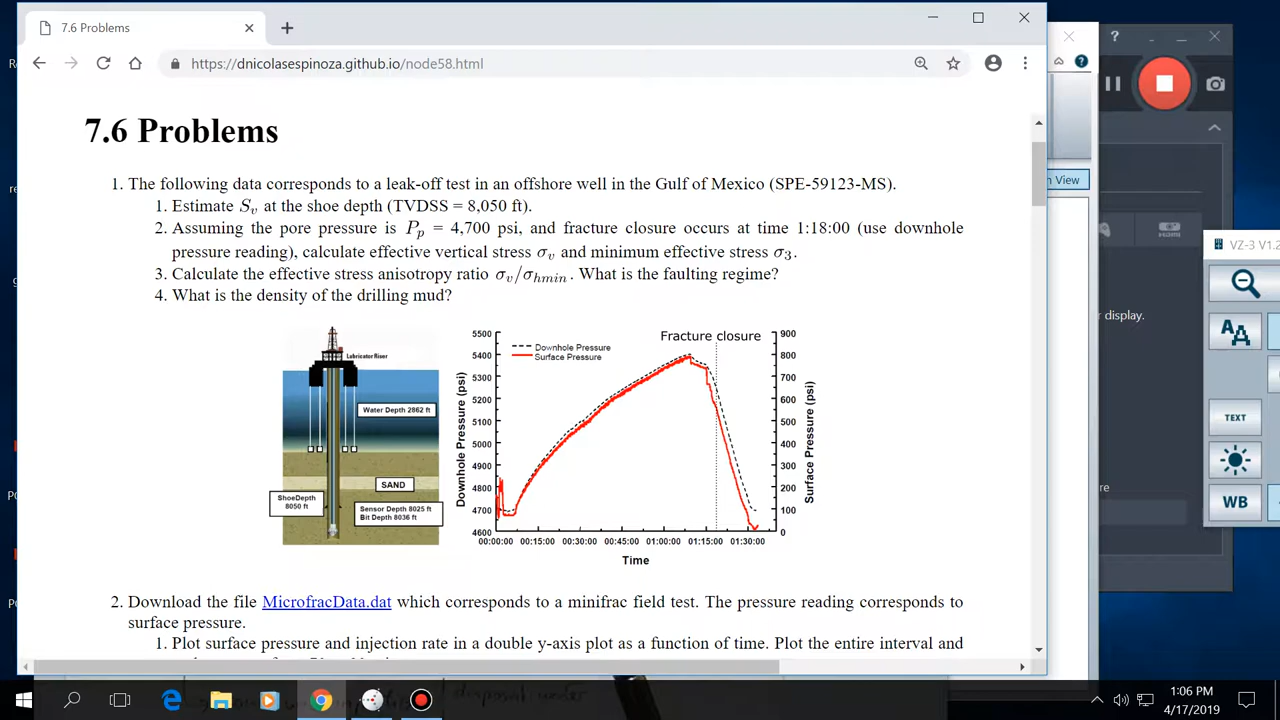 7.6 Problems
https://dnicolasespinoza.github.io/node58.html
7.6 Problems
1. The following data corresponds to a leak-off test in an offshore well in the Gulf of Mexico (SPE-59123-MS).
1. Estimate Sv at the shoe depth (TVDSS = 8,050 ft).
2. Assuming the pore pressure is Pp = 4,700 psi, and fracture closure occurs at time 1:18:00 (use downhole
pressure reading), calculate effective vertical stress σv and minimum effective stress σ3.
3. Calculate the effective stress anisotropy ratio σv/σhmin. What is the faulting regime?
4. What is the density of the drilling mud?
Lubricator Riser
Water Depth 2862 ft
SAND
ShoeDepth
8050 ft
Sensor Depth 8025 ft
Bit Depth 8036 ft
Fracture closure
Downhole Pressure
Surface Pressure
Downhole Pressure (psi)
5500
5400
5300
5200
5100
5000
4900
4800
4700
4600
900
800
700
600
500
400
300
200
100
0
Surface Pressure (psi)
00:00:00 00:15:00 00:30:00 00:45:00 01:00:00 01:15:00 01:30:00
Time
2. Download the file MicrofracData.dat which corresponds to a minifrac field test. The pressure reading corresponds to
surface pressure.
1. Plot surface pressure and injection rate in a double y-axis plot as a function of time. Plot the entire interval and
n View
r display.
re
VZ-3 V1.2
AA
TEXT
WB
1:06 PM
4/17/2019